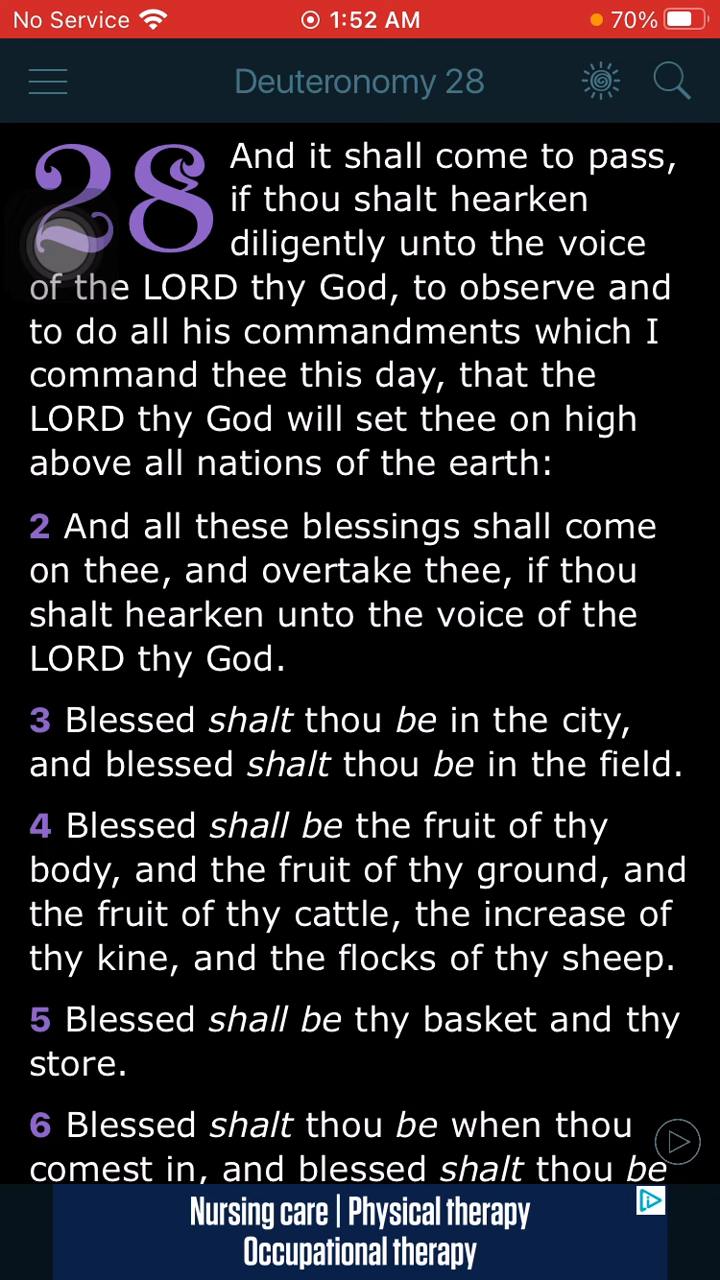 No Service 1:52 AM 70%
Deuteronomy 28
28 And it shall come to pass,
if thou shalt hearken
diligently unto the voice
of the LORD thy God, to observe and
to do all his commandments which I
command thee this day, that the
LORD thy God will set thee on high
above all nations of the earth:
2 And all these blessings shall come
on thee, and overtake thee, if thou
shalt hearken unto the voice of the
LORD thy God.
3 Blessed shalt thou be in the city,
and blessed shalt thou be in the field.
4 Blessed shall be the fruit of thy
body, and the fruit of thy ground, and
the fruit of thy cattle, the increase of
thy kine, and the flocks of thy sheep.
5 Blessed shall be thy basket and thy
store.
6 Blessed shalt thou be when thou
comest in, and blessed shalt thou be
Nursing care | Physical therapy
Occupational therapy